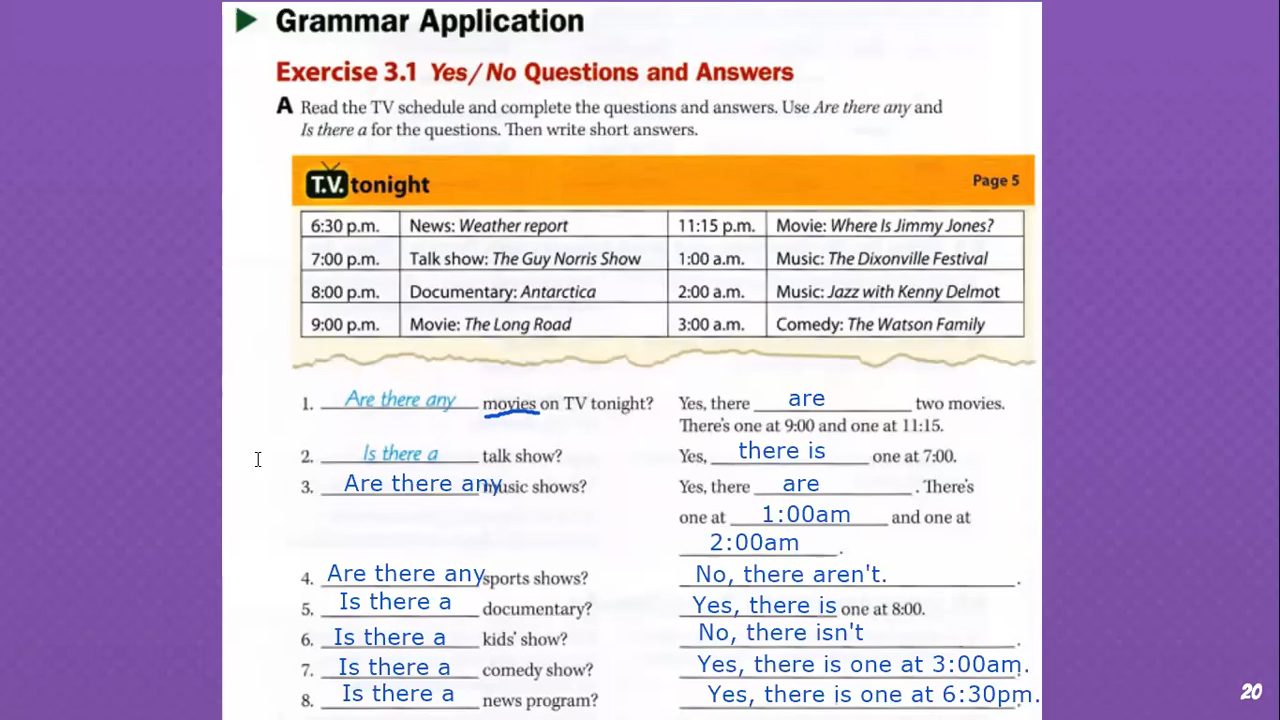 Grammar Application
Exercise 3.1 Yes/No Questions and Answers
A Read the TV schedule and complete the questions and answers. Use Are there any and
Is there a for the questions. Then write short answers.
T.V. tonight Page 5
6:30 p.m. News: Weather report 11:15 p.m. Movie: Where Is Jimmy Jones?
7:00 p.m. Talk show: The Guy Norris Show 1:00 a.m. Music: The Dixonville Festival
8:00 p.m. Documentary: Antarctica 2:00 a.m. Music: Jazz with Kenny Delmot
9:00 p.m. Movie: The Long Road 3:00 a.m. Comedy: The Watson Family
1. Are there any movies on TV tonight? Yes, there are two movies.
There's one at 9:00 and one at 11:15.
2. Is there a talk show? Yes, there is one at 7:00.
3. Are there any music shows? Yes, there are . There's
one at 1:00am and one at
2:00am .
4. Are there any sports shows? No, there aren't. .
5. Is there a documentary? Yes, there is one at 8:00.
6. Is there a kids' show? No, there isn't .
7. Is there a comedy show? Yes, there is one at 3:00am. .
8. Is there a news program? Yes, there is one at 6:30pm. .
20